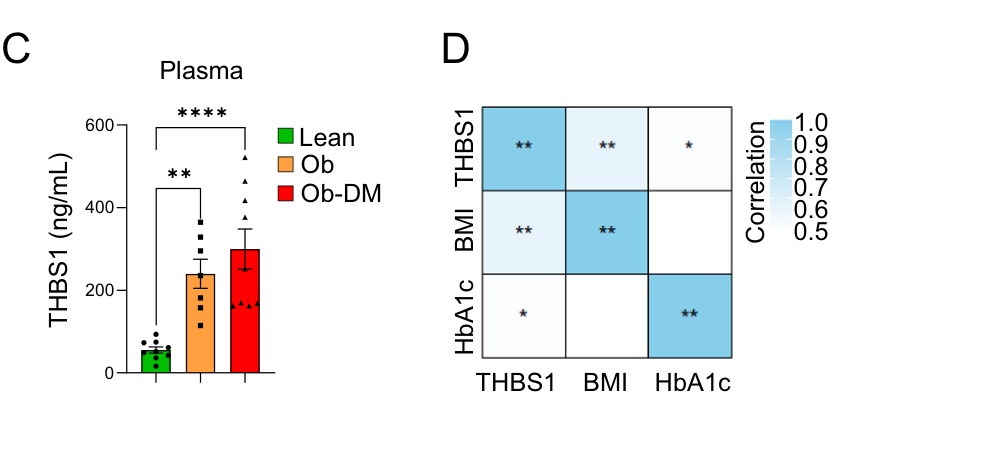 C
Plasma
THBS1 (ng/mL)
600
400
200
0
****
**
Lean
Ob
Ob-DM
D
THBS1
BMI
HbA1c
**
**
*
**
**
*
**
THBS1
BMI
HbA1c
Correlation
1.0
0.9
0.8
0.7
0.6
0.5